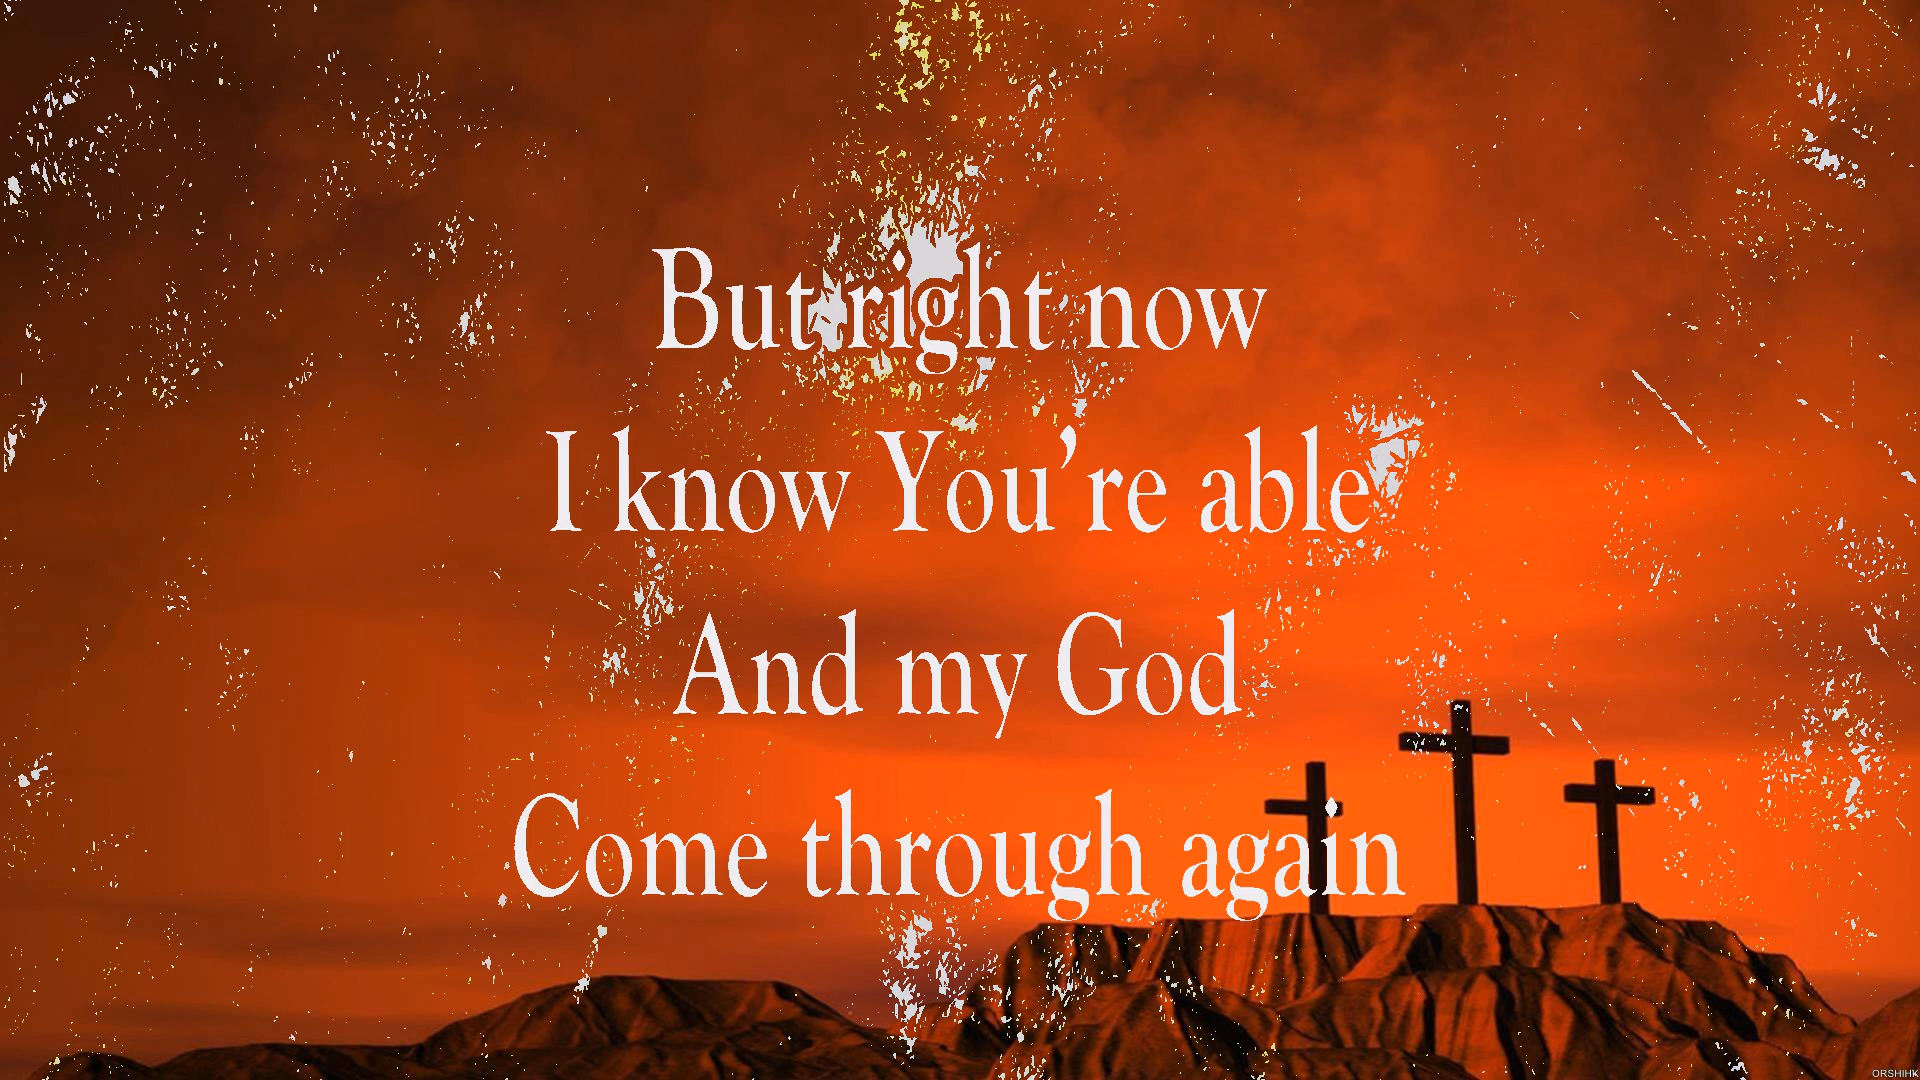 But right now
I know You’re able
And my God
Come through again
ORSHIHK